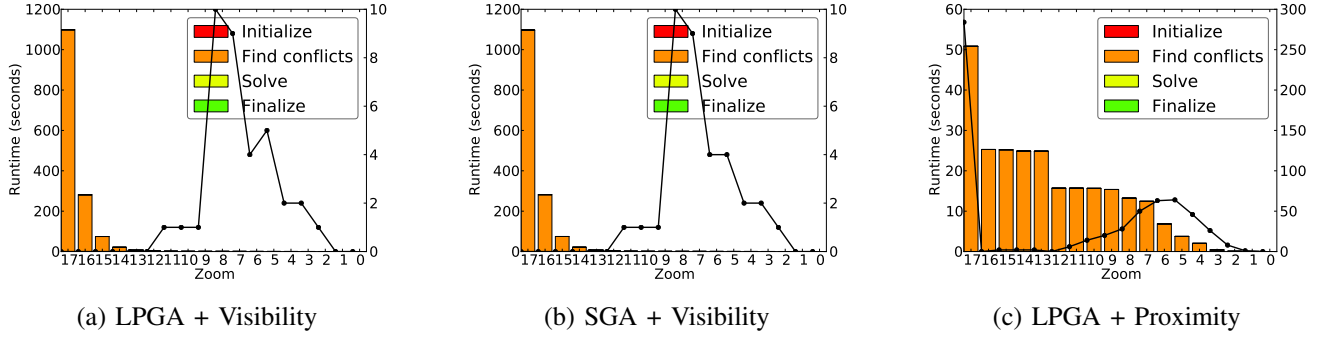 1200
1000
800
600
400
200
0
Runtime (seconds)
10
8
6
4
2
0
Initialize
Find conflicts
Solve
Finalize
17 16 15 14 13 12 11 10 9 8 7 6 5 4 3 2 1 0
Zoom
(a) LPGA + Visibility
1200
1000
800
600
400
200
0
Runtime (seconds)
10
8
6
4
2
0
Initialize
Find conflicts
Solve
Finalize
17 16 15 14 13 12 11 10 9 8 7 6 5 4 3 2 1 0
Zoom
(b) SGA + Visibility
60
50
40
30
20
10
0
Runtime (seconds)
300
250
200
150
100
50
0
Initialize
Find conflicts
Solve
Finalize
17 16 15 14 13 12 11 10 9 8 7 6 5 4 3 2 1 0
Zoom
(c) LPGA + Proximity